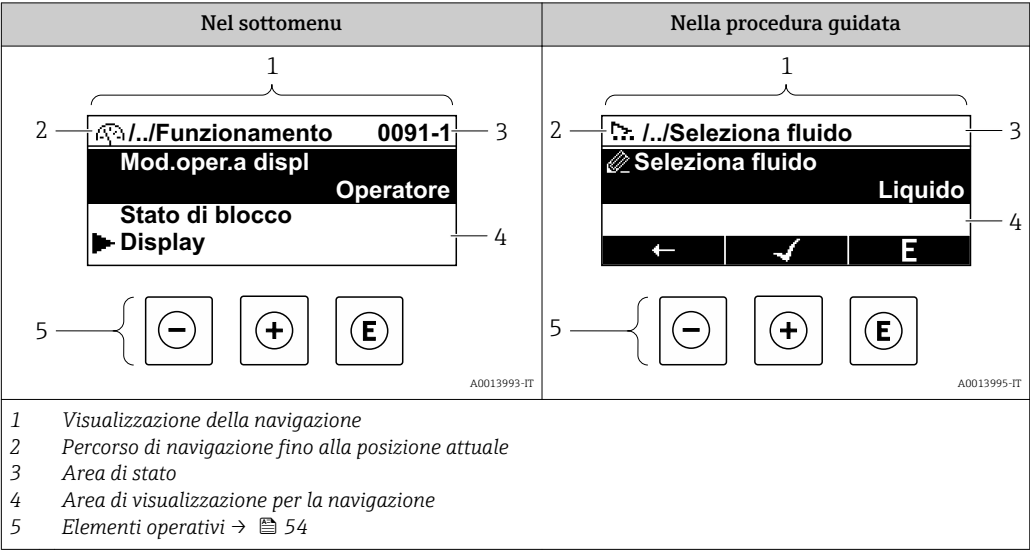 Nel sottomenu
1
2
/../Funzionamento 0091-1
3
Mod.oper.a displ
Operatore
Stato di blocco
Display
4
5
E
A0013993-IT
Nella procedura guidata
1
2
/../Seleziona fluido
3
Seleziona fluido
Liquido
4
E
5
E
A0013995-IT
1 Visualizzazione della navigazione
2 Percorso di navigazione fino alla posizione attuale
3 Area di stato
4 Area di visualizzazione per la navigazione
5 Elementi operativi → 54